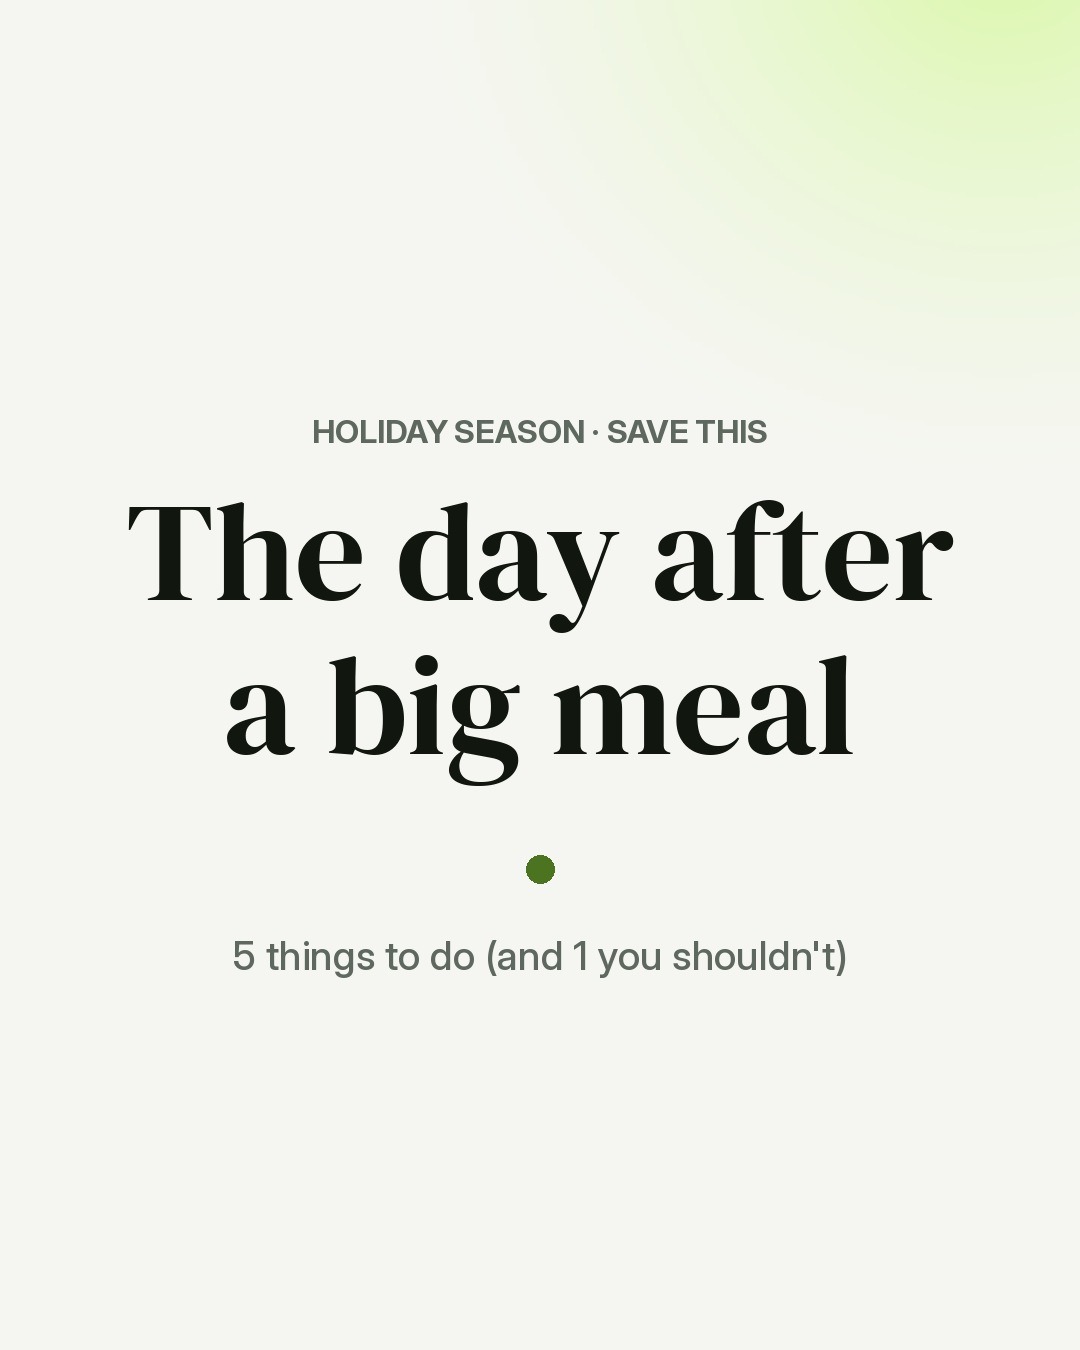 HOLIDAY SEASON · SAVE THIS
The day after
a big meal
5 things to do (and 1 you shouldn't)